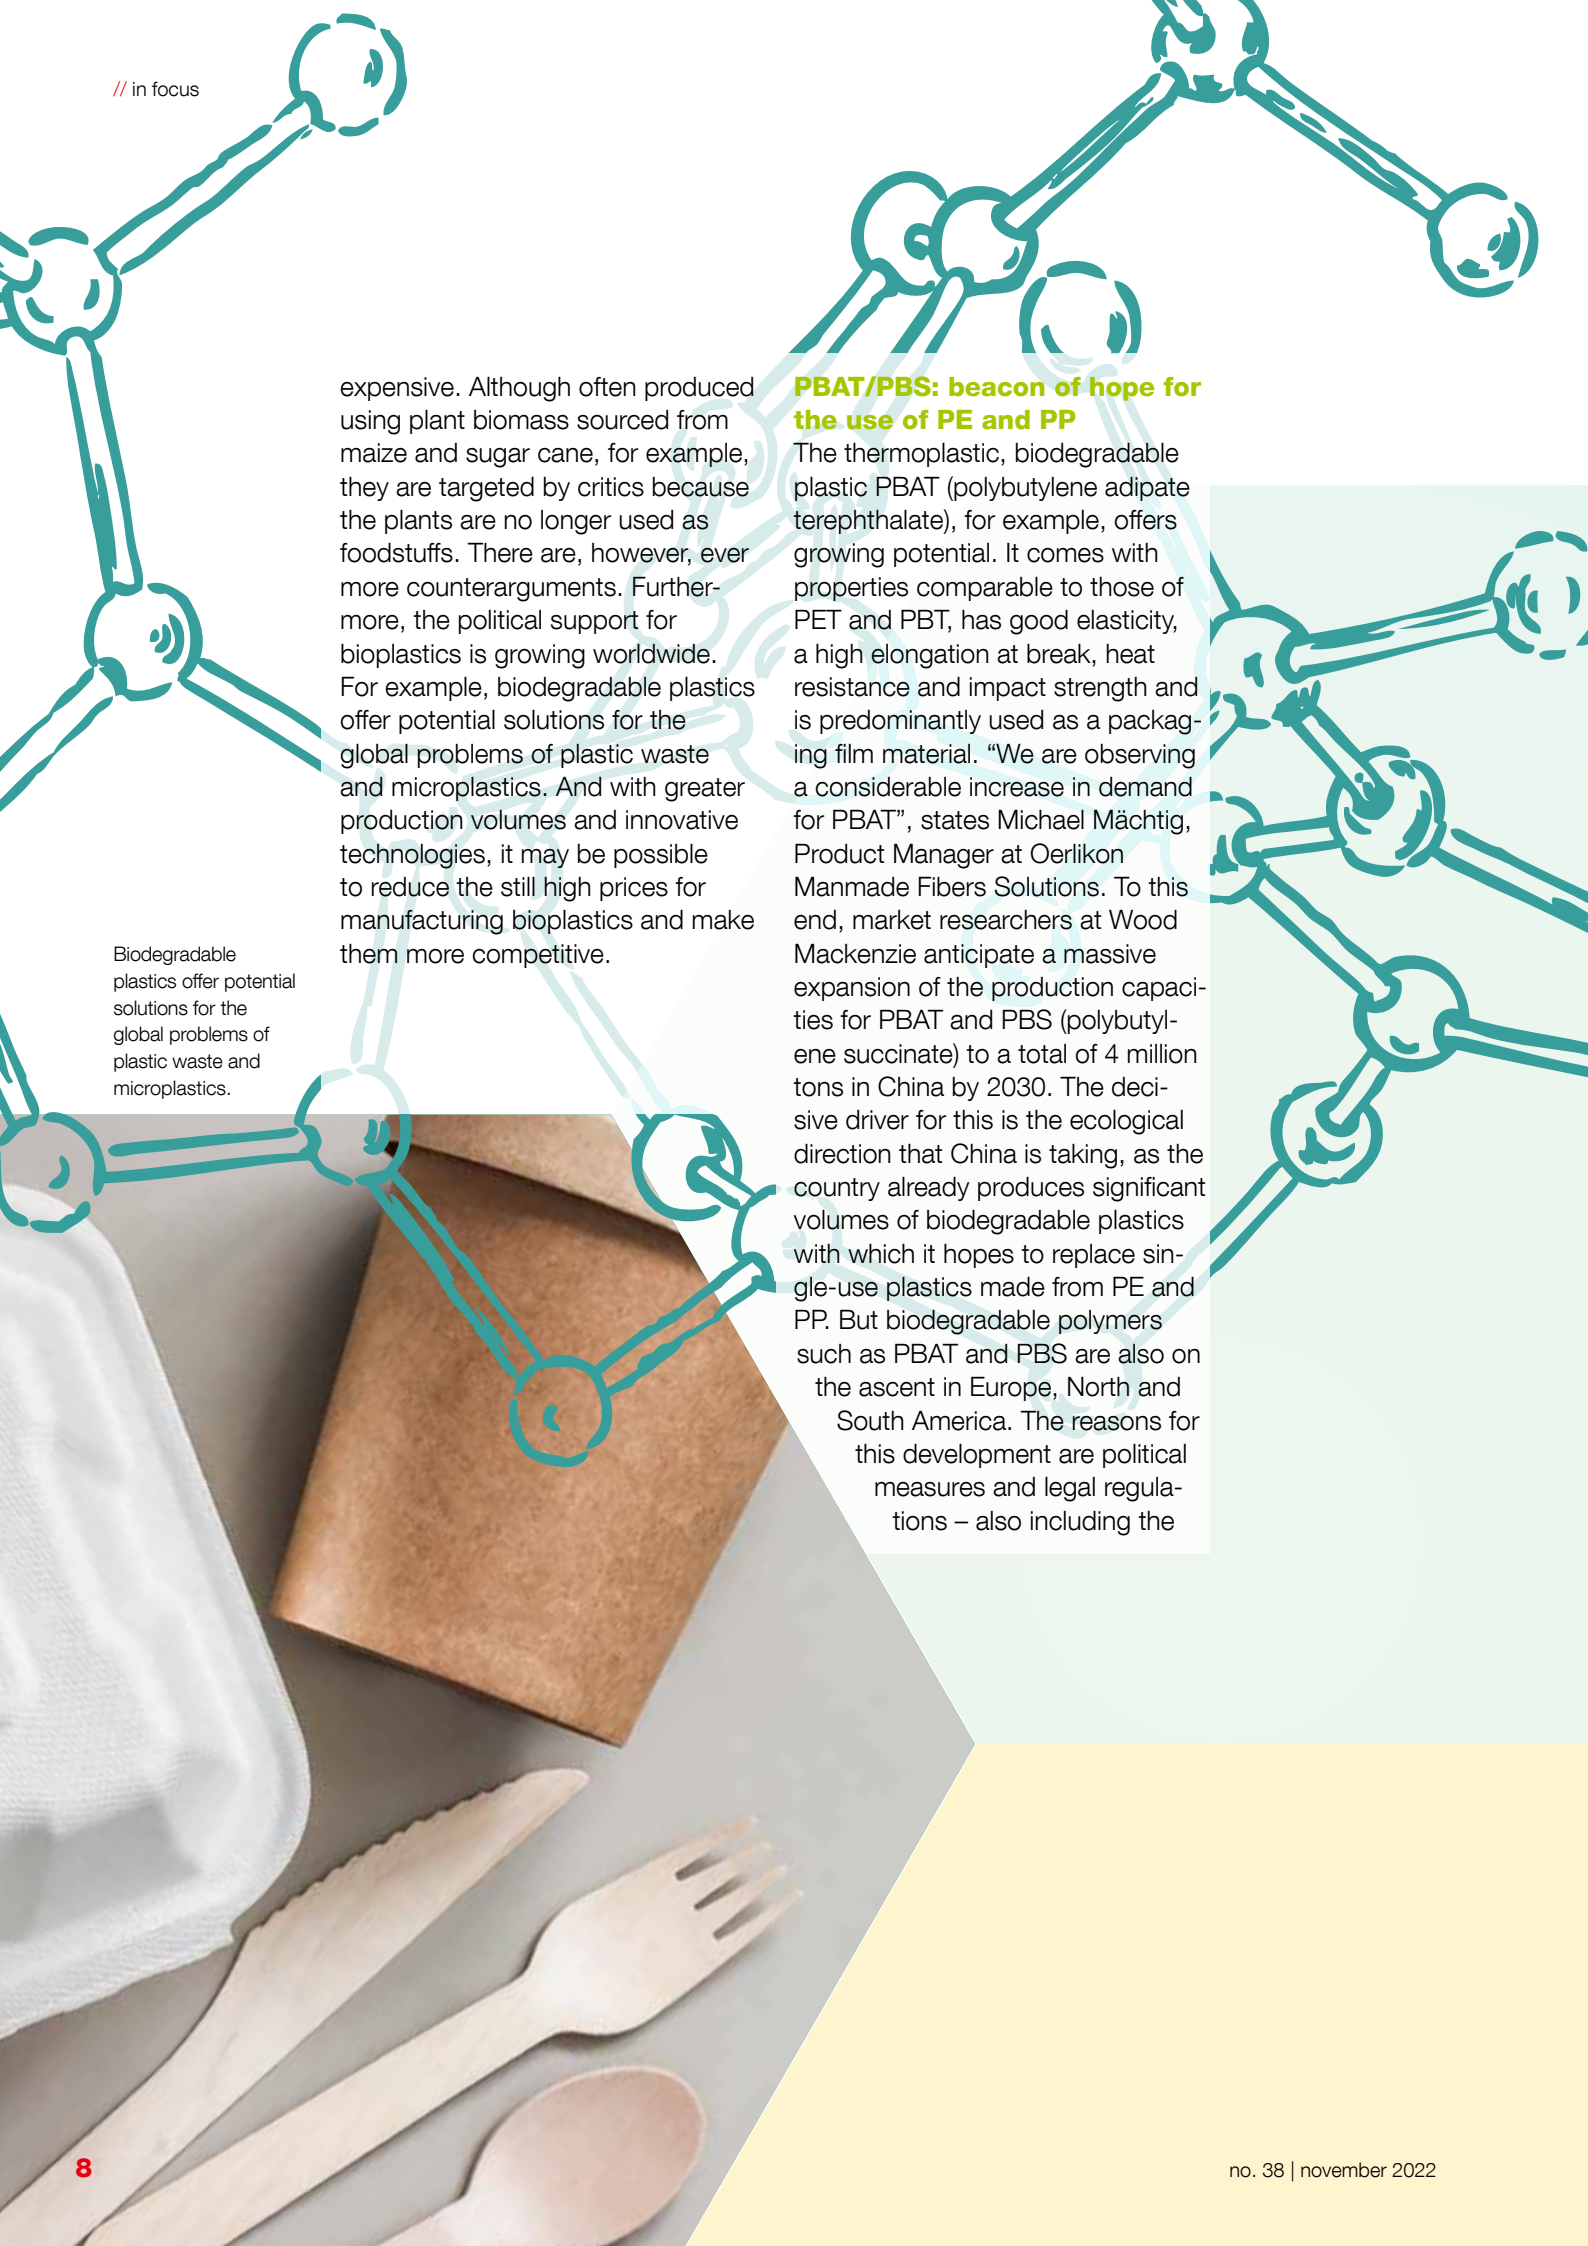 // in focus
expensive. Although often produced
using plant biomass sourced from
maize and sugar cane, for example,
they are targeted by critics because
the plants are no longer used as
foodstuffs. There are, however, ever
more counterarguments. Further-
more, the political support for
bioplastics is growing worldwide.
For example, biodegradable plastics
offer potential solutions for the
global problems of plastic waste
and microplastics. And with greater
production volumes and innovative
technologies, it may be possible
to reduce the still high prices for
manufacturing bioplastics and make
them more competitive.
Biodegradable
plastics offer potential
solutions for the
global problems of
plastic waste and
microplastics.
PBAT/PBS: beacon of hope for
the use of PE and PP
The thermoplastic, biodegradable
plastic PBAT (polybutylene adipate
terephthalate), for example, offers
growing potential. It comes with
properties comparable to those of
PET and PBT, has good elasticity,
a high elongation at break, heat
resistance and impact strength and
is predominantly used as a packag-
ing film material. “We are observing
a considerable increase in demand
for PBAT”, states Michael Mächtig,
Product Manager at Oerlikon
Manmade Fibers Solutions. To this
end, market researchers at Wood
Mackenzie anticipate a massive
expansion of the production capaci-
ties for PBAT and PBS (polybutyl-
ene succinate) to a total of 4 million
tons in China by 2030. The deci-
sive driver for this is the ecological
direction that China is taking, as the
country already produces significant
volumes of biodegradable plastics
with which it hopes to replace sin-
gle-use plastics made from PE and
PP. But biodegradable polymers
such as PBAT and PBS are also on
the ascent in Europe, North and
South America. The reasons for
this development are political
measures and legal regula-
tions – also including the
8
no. 38 | november 2022